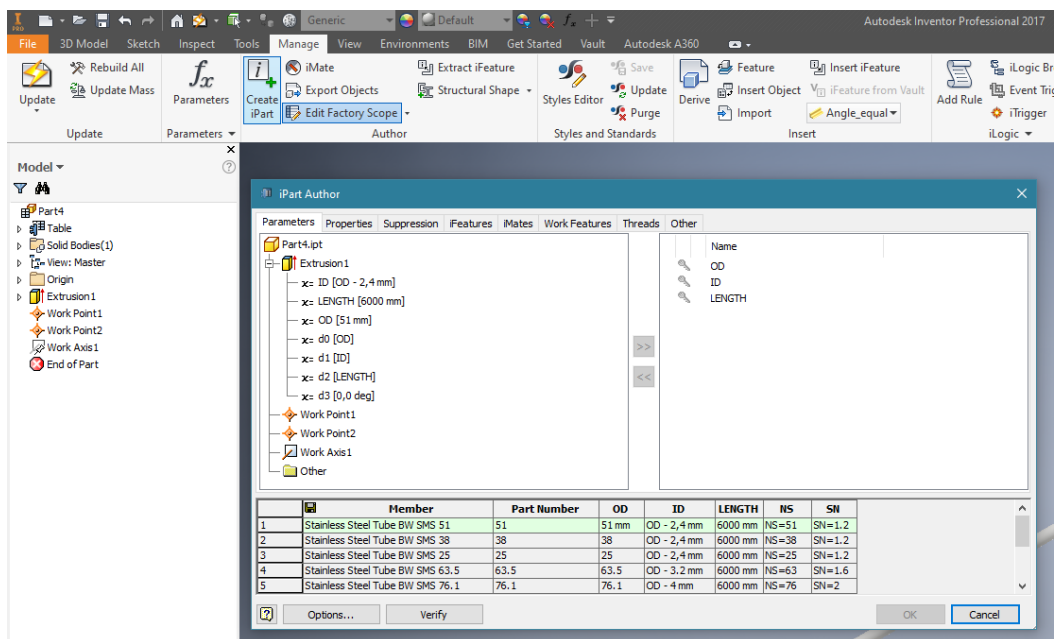 PRO
Generic
Default
Autodesk Inventor Professional 2017
File 3D Model Sketch Inspect Tools Manage View Environments BIM Get Started Vault Autodesk A360
Update
Rebuild All
Update Mass
Update
fx
Parameters
Parameters
Create iPart
iMate
Export Objects
Edit Factory Scope
Extract iFeature
Structural Shape
Author
Styles Editor
Save
Update
Purge
Styles and Standards
Derive
Feature
Insert Object
Import
Insert iFeature
iFeature from Vault
Angle_equal
Insert
Add Rule
iLogic Br
Event Trig
iTrigger
iLogic
Model
Part4
Table
Solid Bodies(1)
View: Master
Origin
Extrusion1
Work Point1
Work Point2
Work Axis1
End of Part
iPart Author
Parameters Properties Suppression iFeatures iMates Work Features Threads Other
Part4.ipt
Extrusion1
x= ID [OD - 2,4 mm]
x= LENGTH [6000 mm]
x= OD [51 mm]
x= d0 [OD]
x= d1 [ID]
x= d2 [LENGTH]
x= d3 [0,0 deg]
Work Point1
Work Point2
Work Axis1
Other
>>
<<
Name
OD
ID
LENGTH
Member Part Number OD ID LENGTH NS SN
1 Stainless Steel Tube BW SMS 51 51 51 mm OD - 2,4 mm 6000 mm NS=51 SN=1.2
2 Stainless Steel Tube BW SMS 38 38 38 OD - 2,4 mm 6000 mm NS=38 SN=1.2
3 Stainless Steel Tube BW SMS 25 25 25 OD - 2,4 mm 6000 mm NS=25 SN=1.2
4 Stainless Steel Tube BW SMS 63.5 63.5 63.5 OD - 3.2 mm 6000 mm NS=63 SN=1.6
5 Stainless Steel Tube BW SMS 76.1 76.1 76.1 OD - 4 mm 6000 mm NS=76 SN=2
Options... Verify OK Cancel